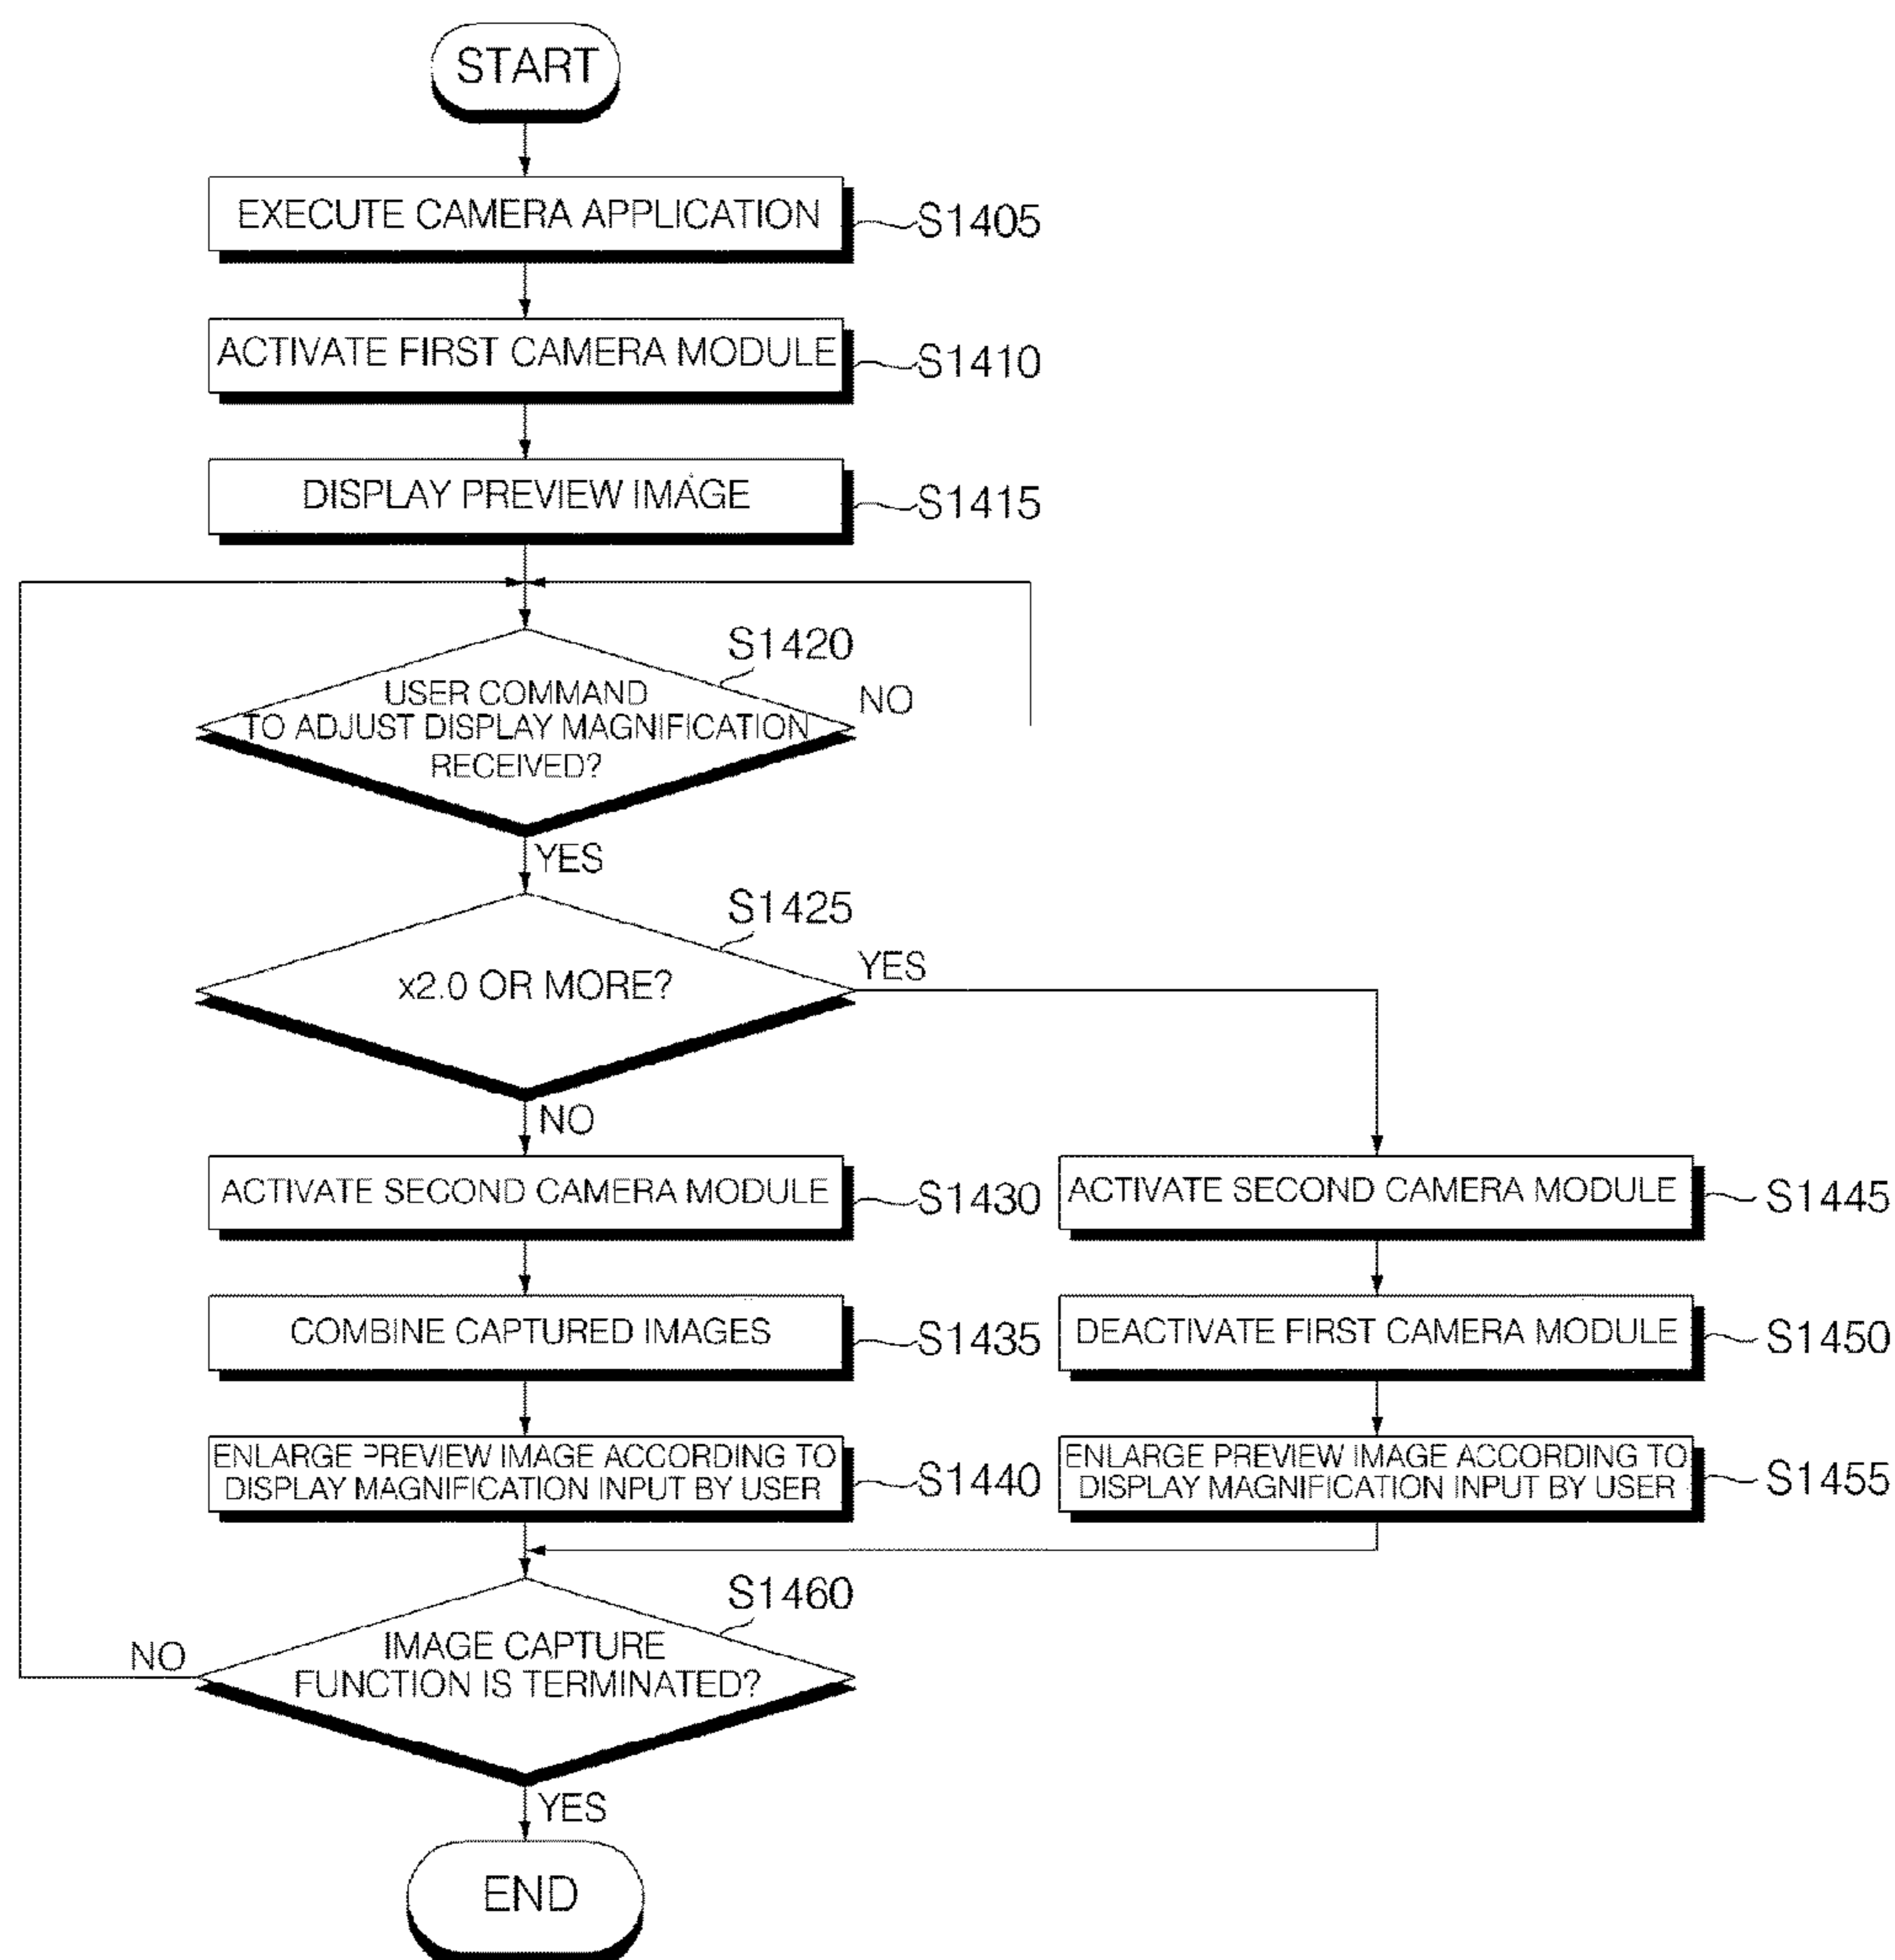 START
EXECUTE CAMERA APPLICATION
S1405
ACTIVATE FIRST CAMERA MODULE
S1410
DISPLAY PREVIEW IMAGE
S1415
S1420
USER COMMAND
TO ADJUST DISPLAY MAGNIFICATION
RECEIVED?
NO
YES
S1425
x2.0 OR MORE?
YES
NO
ACTIVATE SECOND CAMERA MODULE
S1430
COMBINE CAPTURED IMAGES
S1435
ENLARGE PREVIEW IMAGE ACCORDING TO
DISPLAY MAGNIFICATION INPUT BY USER
S1440
ACTIVATE SECOND CAMERA MODULE
S1445
DEACTIVATE FIRST CAMERA MODULE
S1450
ENLARGE PREVIEW IMAGE ACCORDING TO
DISPLAY MAGNIFICATION INPUT BY USER
S1455
S1460
IMAGE CAPTURE
FUNCTION IS TERMINATED?
NO
YES
END